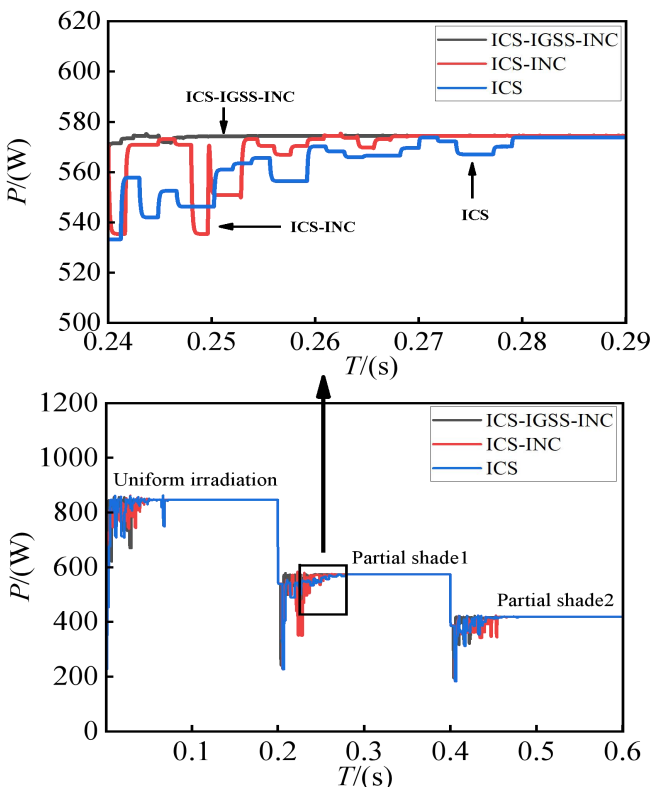 620
600
580
560
540
520
500
P/(W)
ICS-IGSS-INC
ICS-INC
ICS
ICS-IGSS-INC
ICS-INC
ICS
0.24
0.25
0.26
0.27
0.28
0.29
T/(s)
1200
1000
800
600
400
200
0
P/(W)
ICS-IGSS-INC
ICS-INC
ICS
Uniform irradiation
Partial shade1
Partial shade2
0.1
0.2
0.3
0.4
0.5
0.6
T/(s)